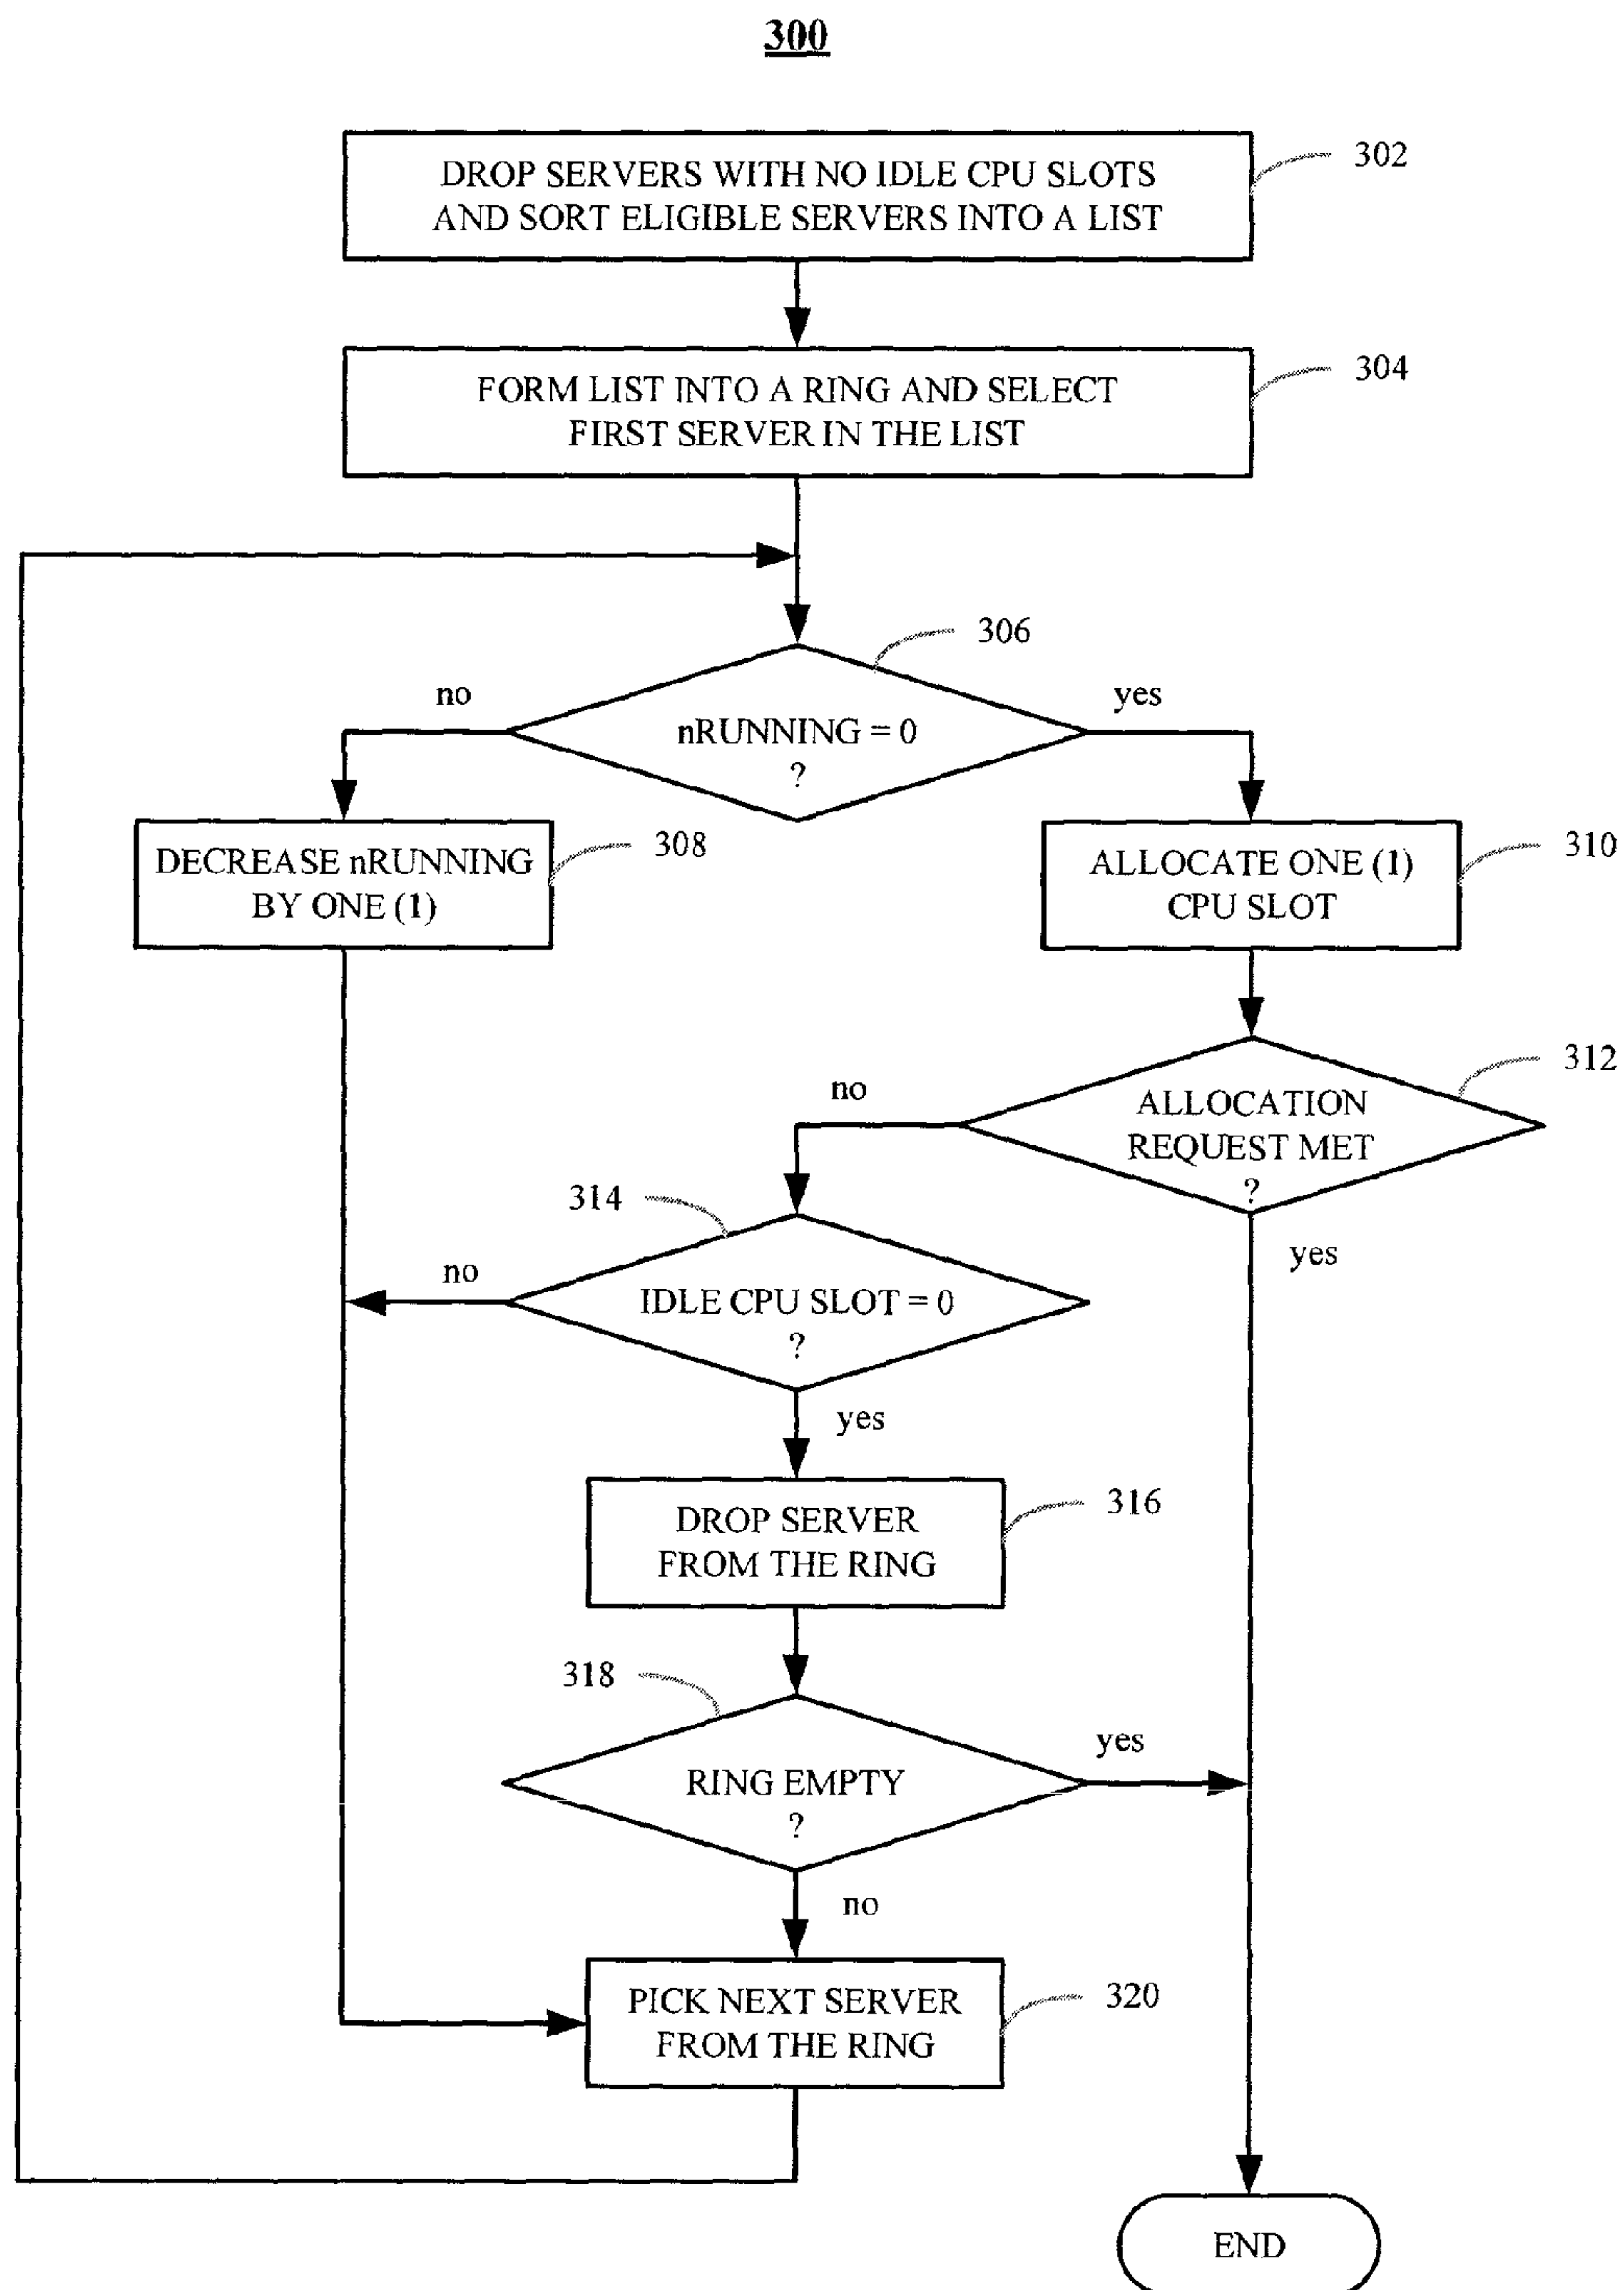 300
DROP SERVERS WITH NO IDLE CPU SLOTS
AND SORT ELIGIBLE SERVERS INTO A LIST
302
FORM LIST INTO A RING AND SELECT
FIRST SERVER IN THE LIST
304
306
no
yes
nRUNNING = 0
?
DECREASE nRUNNING
BY ONE (1)
308
ALLOCATE ONE (1)
CPU SLOT
310
312
no
ALLOCATION
REQUEST MET
?
yes
314
no
IDLE CPU SLOT = 0
?
yes
DROP SERVER
FROM THE RING
316
318
yes
RING EMPTY
?
no
PICK NEXT SERVER
FROM THE RING
320
END